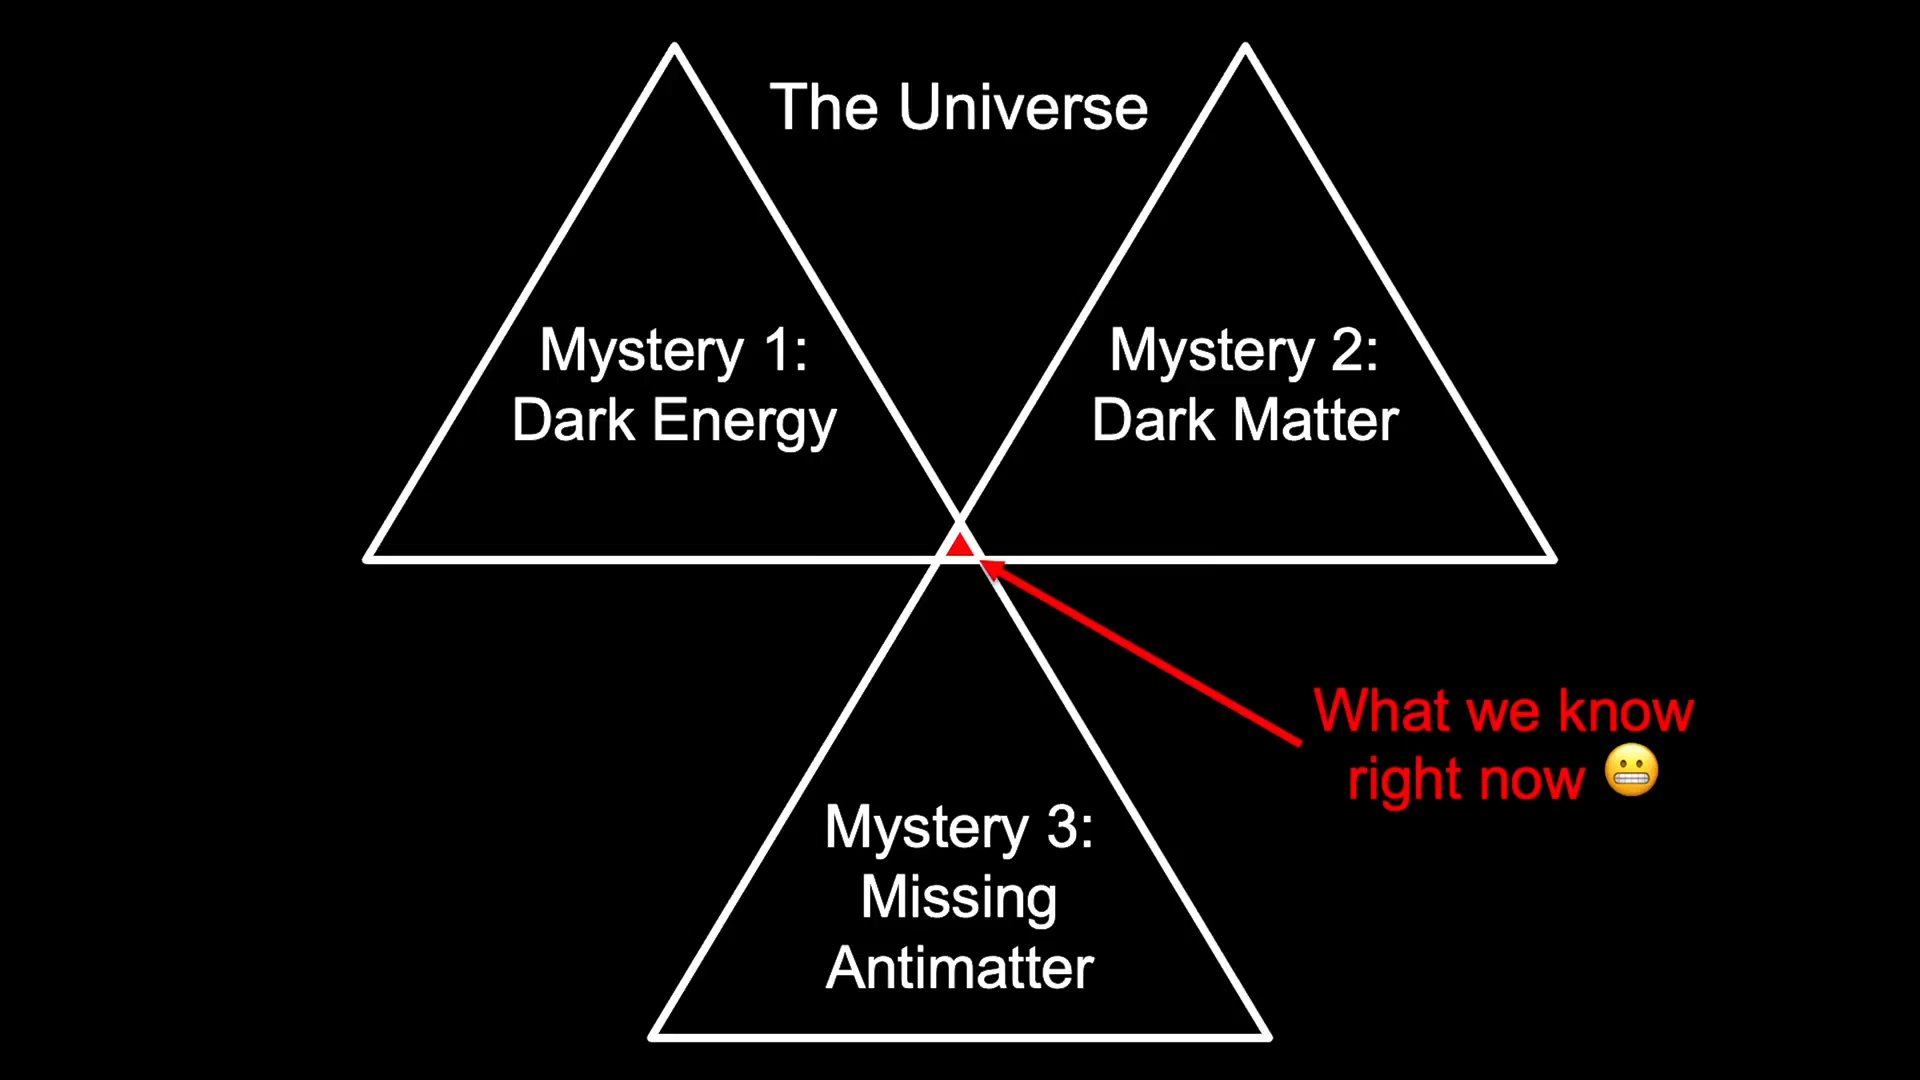 The Universe
Mystery 1:
Dark Energy
Mystery 2:
Dark Matter
What we know
right now 😬
Mystery 3:
Missing
Antimatter